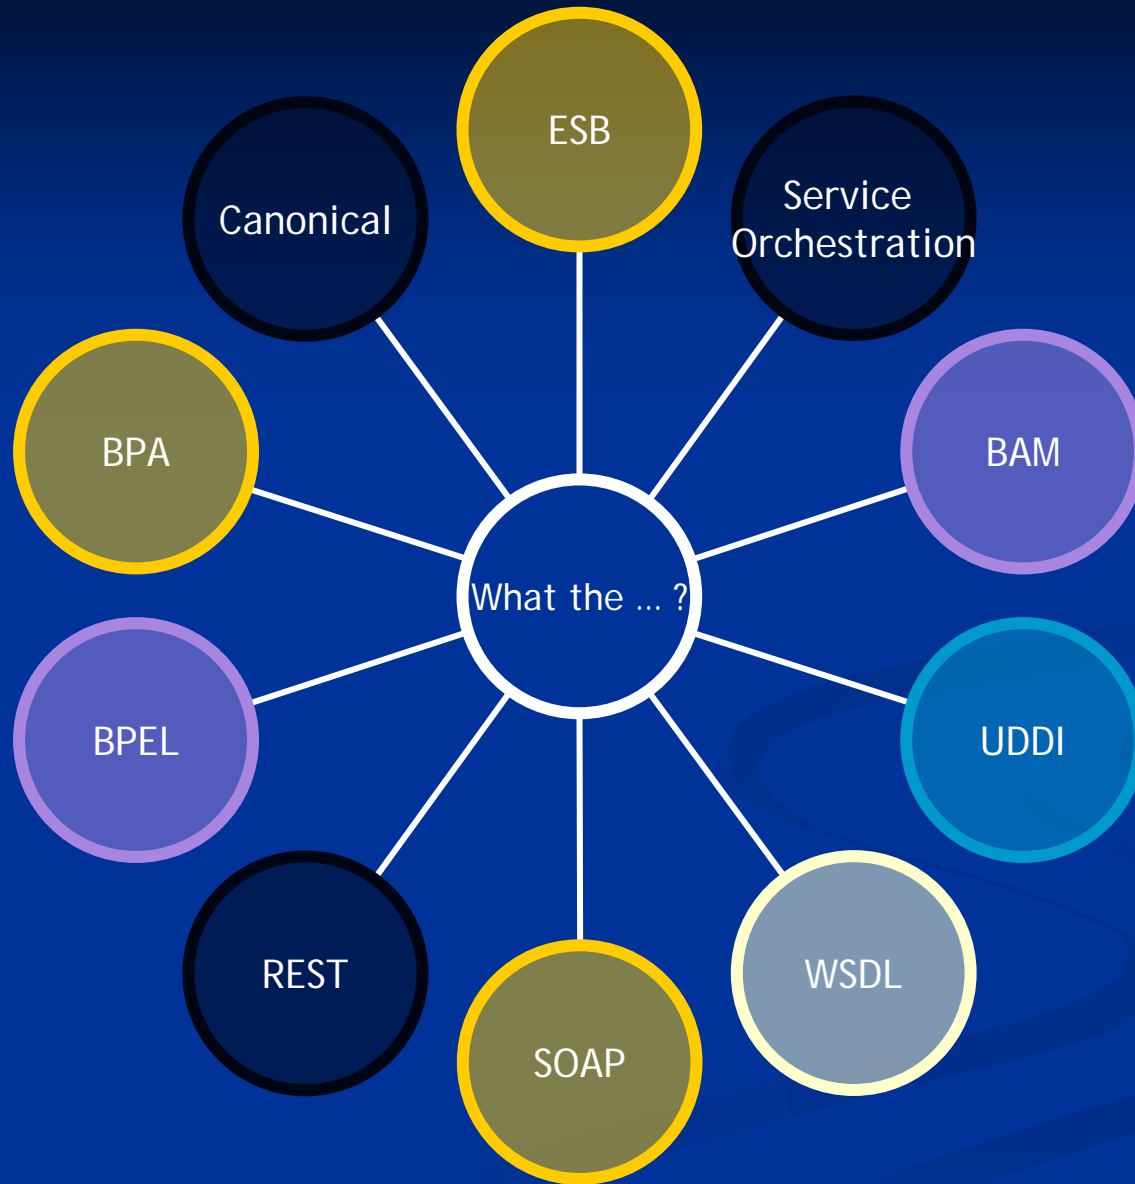 ESB
Canonical
Service
Orchestration
BPA
BAM
What the ... ?
BPEL
UDDI
REST
WSDL
SOAP